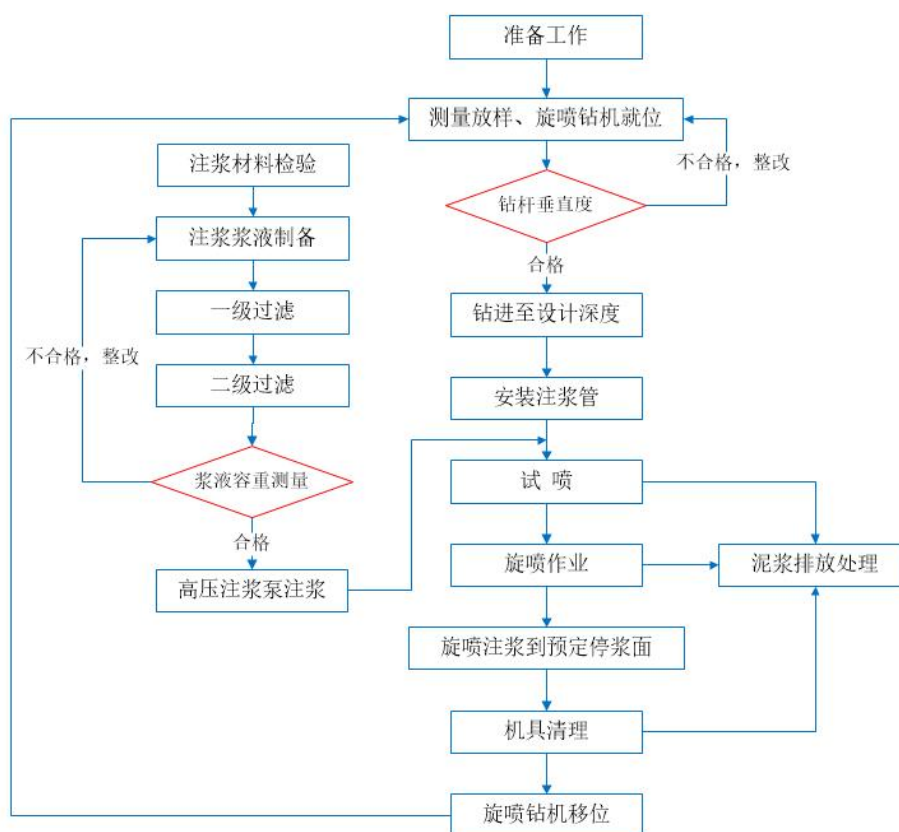 准备工作
测量放样、旋喷钻机就位
不合格，整改
注浆材料检验
钻杆垂直度
注浆浆液制备
合格
一级过滤
钻进至设计深度
不合格，整改
二级过滤
安装注浆管
浆液容重测量
试 喷
合格
旋喷作业
泥浆排放处理
高压注浆泵注浆
旋喷注浆到预定停浆面
机具清理
旋喷钻机移位